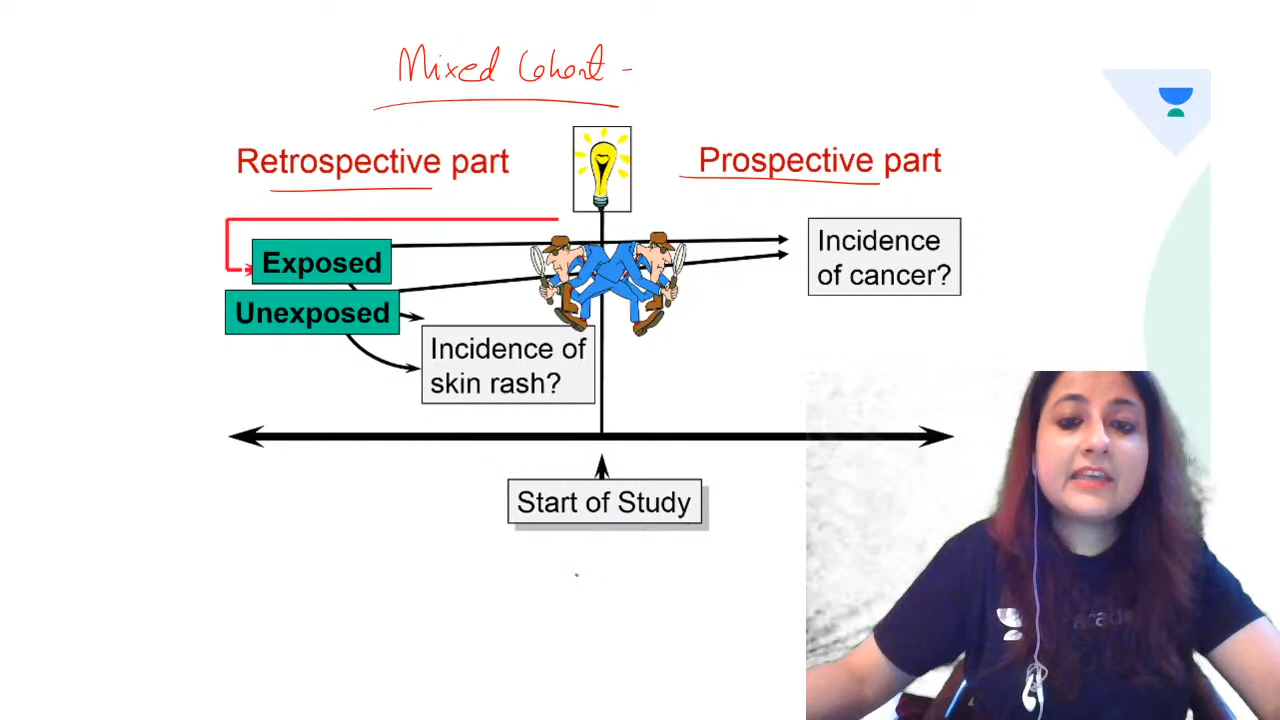 Mixed Cohort -
Retrospective part
Prospective part
Exposed
Unexposed
Incidence
of cancer?
Incidence of
skin rash?
Start of Study